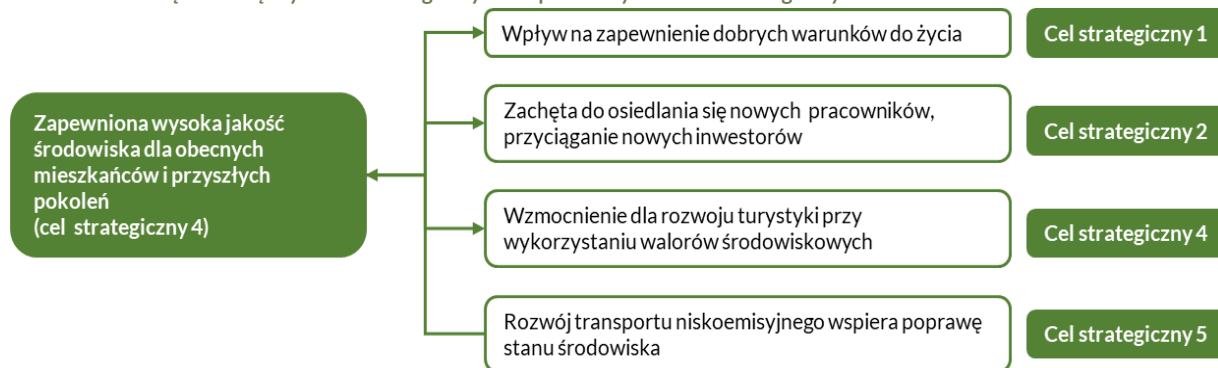 Zapewniona wysoka jakość
środowiska dla obecnych
mieszkańców i przyszłych
pokoleń
(cel strategiczny 4)
Wpływ na zapewnienie dobrych warunków do życia
Cel strategiczny 1
Zachęta do osiedlania się nowych pracowników,
przyciąganie nowych inwestorów
Cel strategiczny 2
Wzmocnienie dla rozwoju turystyki przy
wykorzystaniu walorów środowiskowych
Cel strategiczny 4
Rozwój transportu niskoemisyjnego wspiera poprawę
stanu środowiska
Cel strategiczny 5